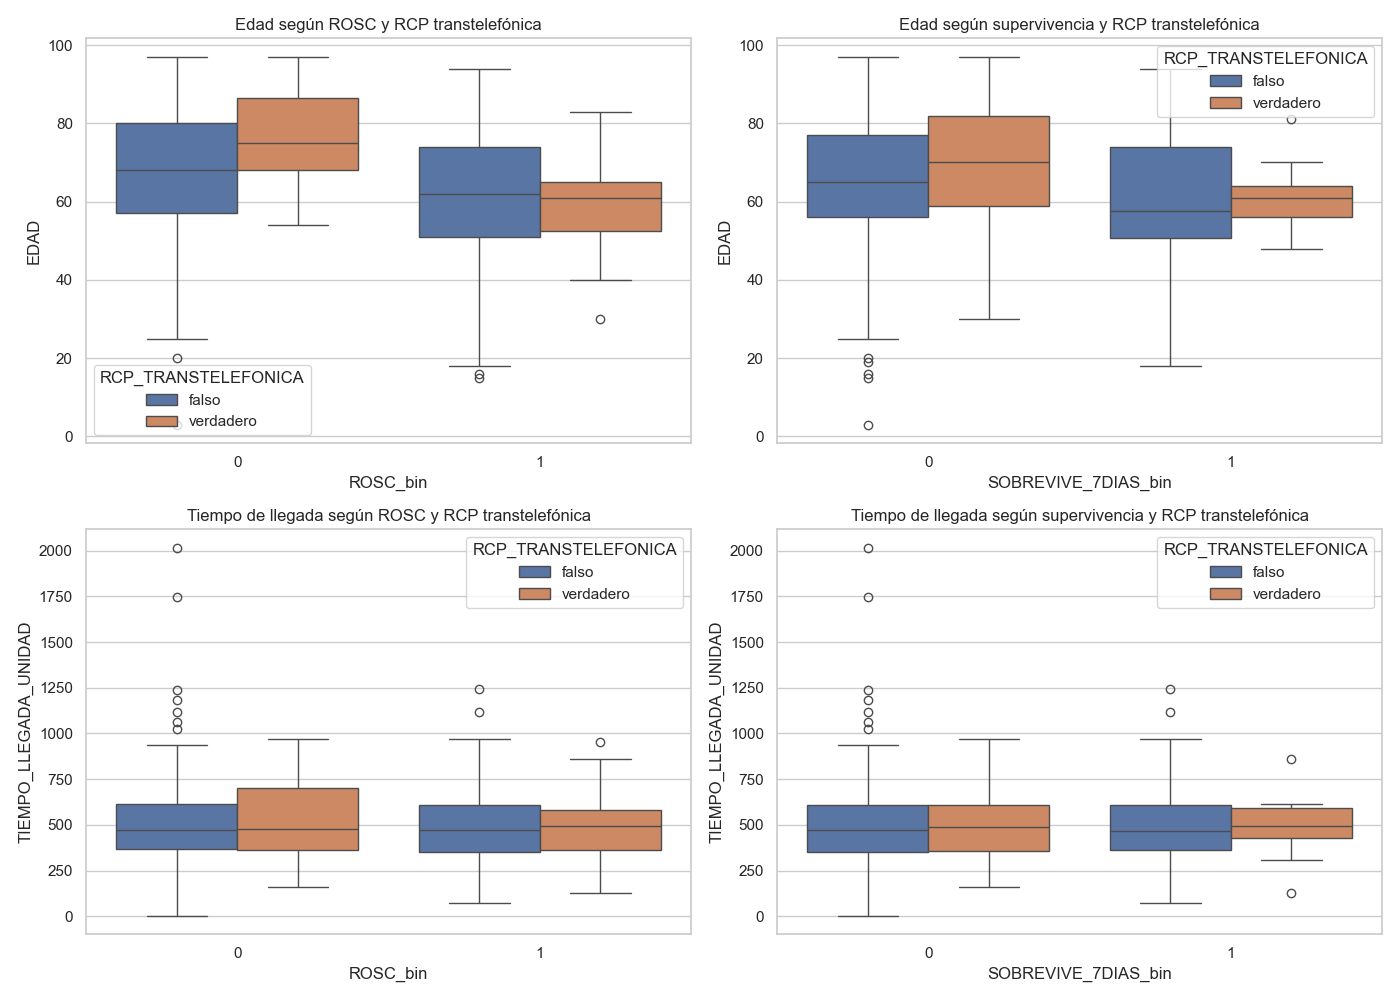 Edad según ROSC y RCP transtelefónica
100
80
60
40
20
0
EDAD
RCP_TRANSTELEFONICA
falso
verdadero
0
1
ROSC_bin
Edad según supervivencia y RCP transtelefónica
100
80
60
40
20
0
EDAD
RCP_TRANSTELEFONICA
falso
verdadero
0
1
SOBREVIVE_7DIAS_bin
Tiempo de llegada según ROSC y RCP transtelefónica
2000
1750
1500
1250
1000
750
500
250
0
TIEMPO_LLEGADA_UNIDAD
RCP_TRANSTELEFONICA
falso
verdadero
0
1
ROSC_bin
Tiempo de llegada según supervivencia y RCP transtelefónica
2000
1750
1500
1250
1000
750
500
250
0
TIEMPO_LLEGADA_UNIDAD
RCP_TRANSTELEFONICA
falso
verdadero
0
1
SOBREVIVE_7DIAS_bin